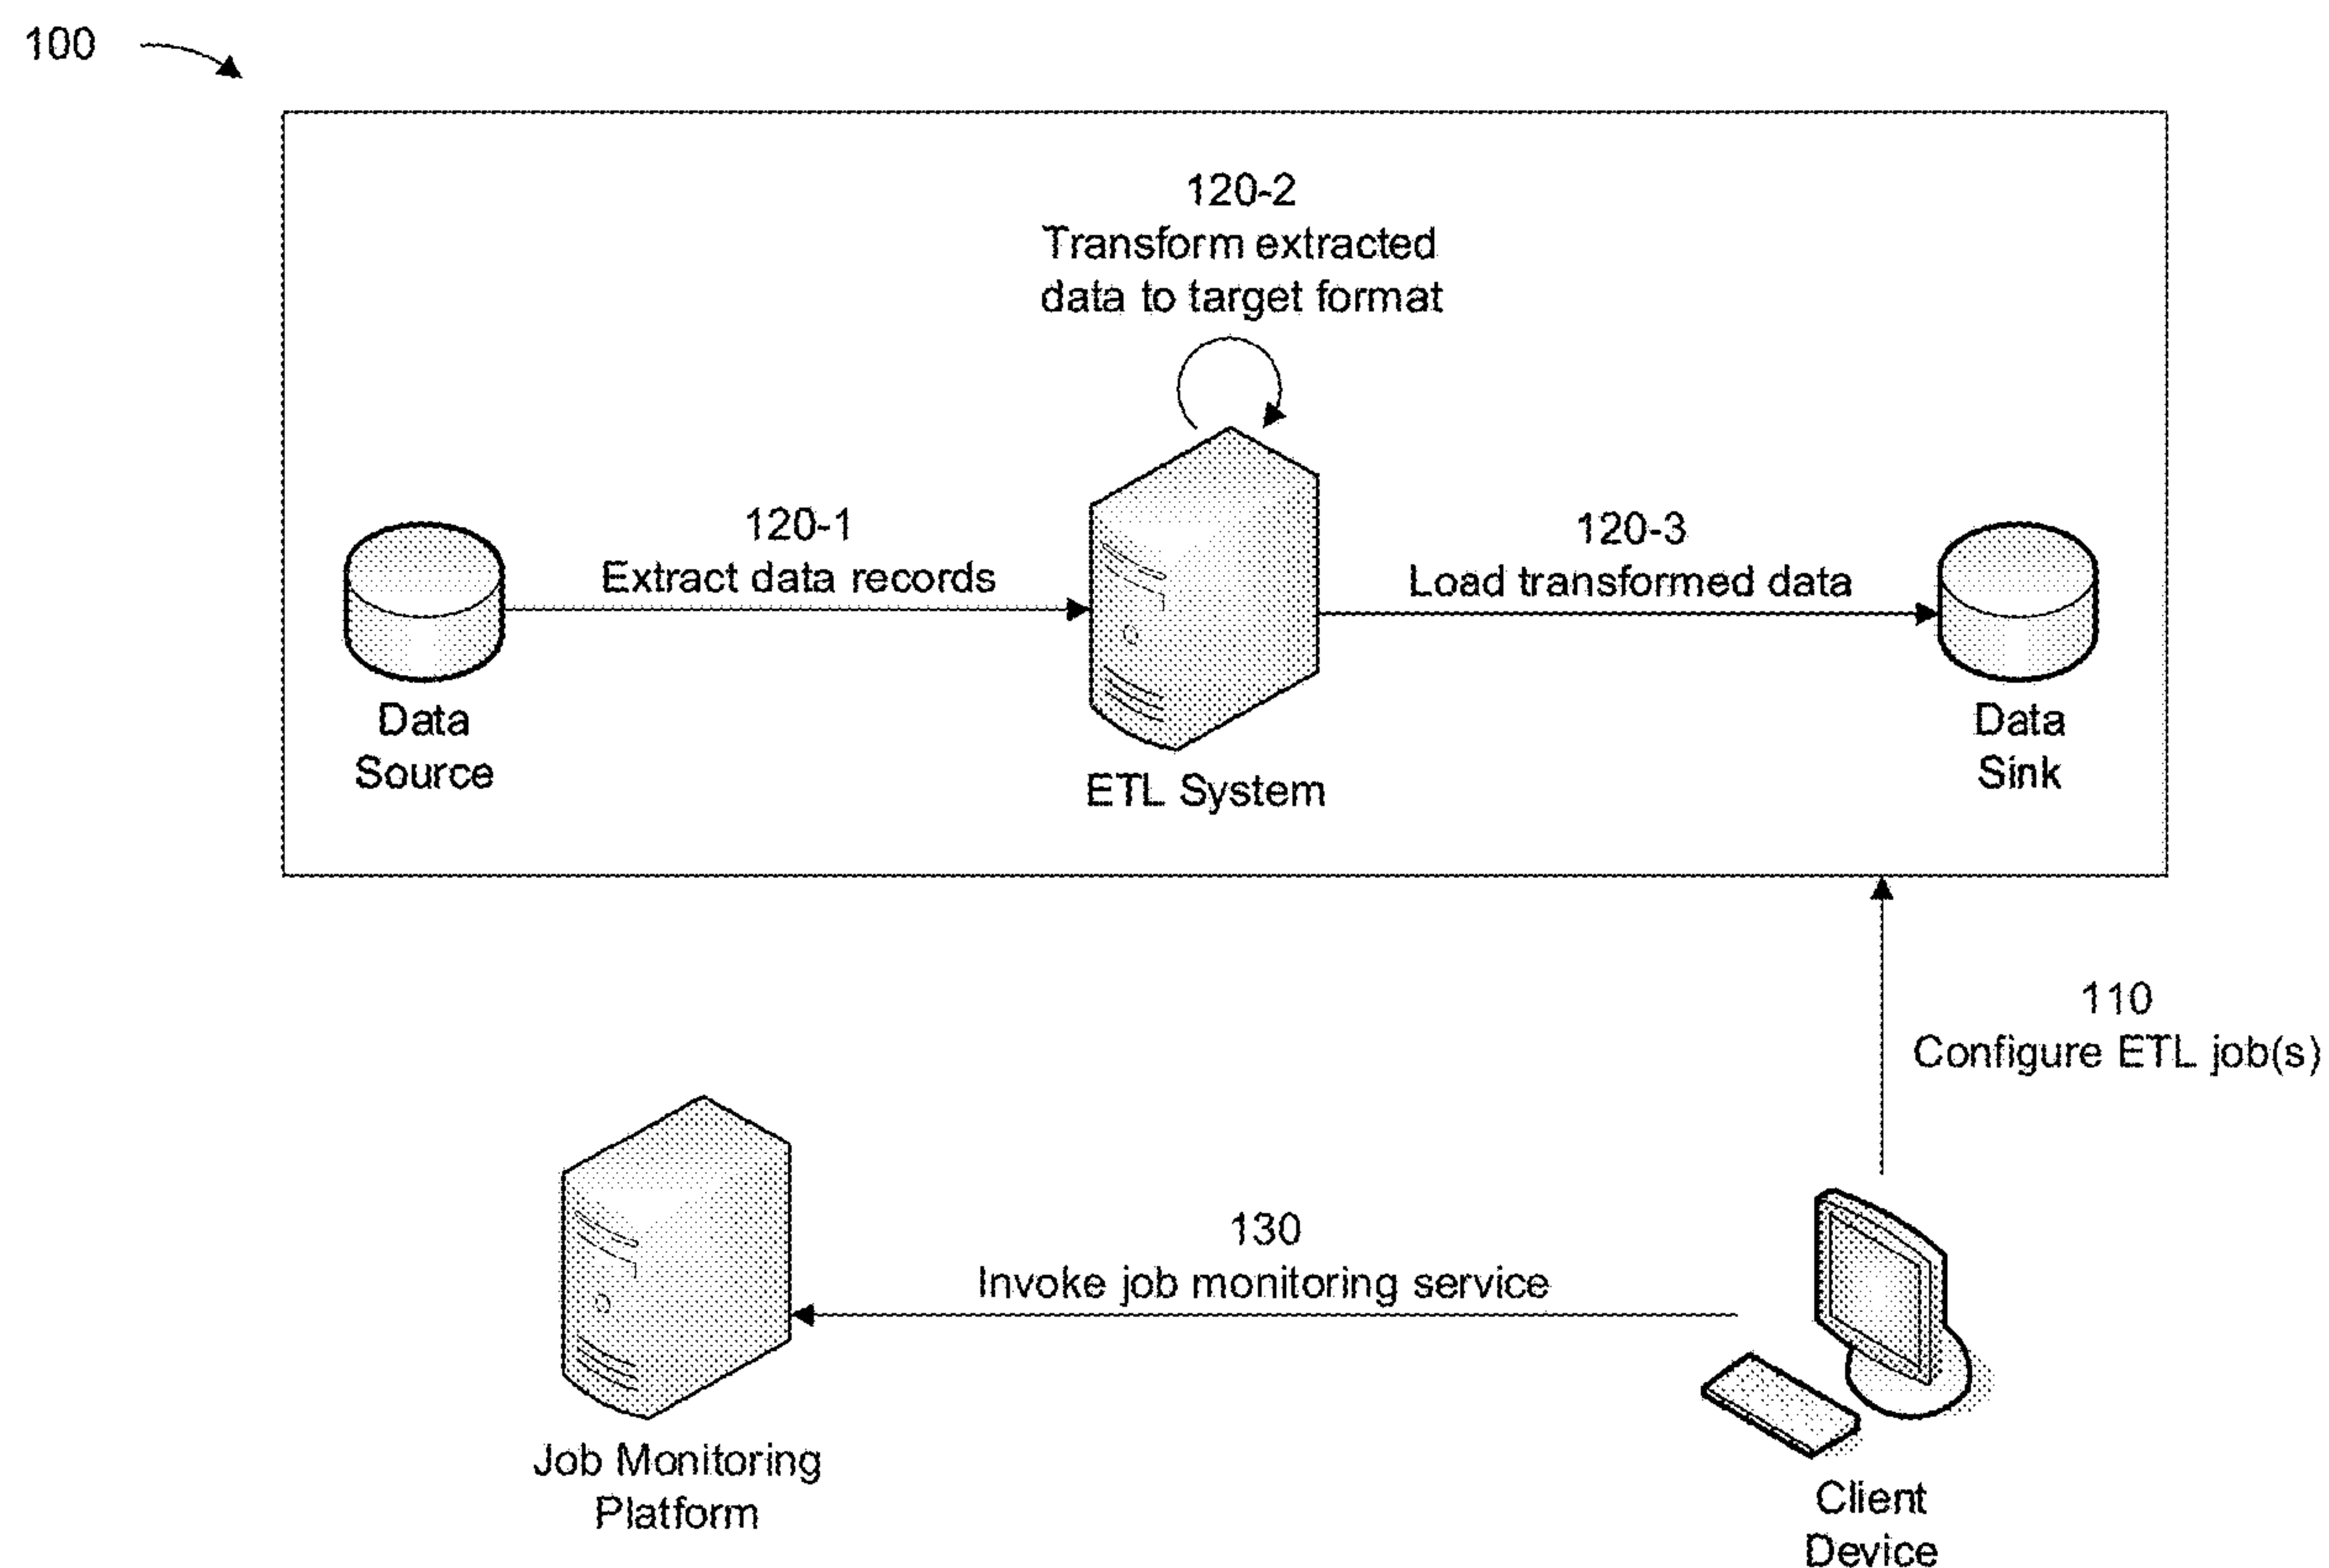 100
120-2
Transform extracted
data to target format
120-1
Extract data records
120-3
Load transformed data
Data
Source
ETL System
Data
Sink
110
Configure ETL job(s)
130
Invoke job monitoring service
Job Monitoring
Platform
Client
Device